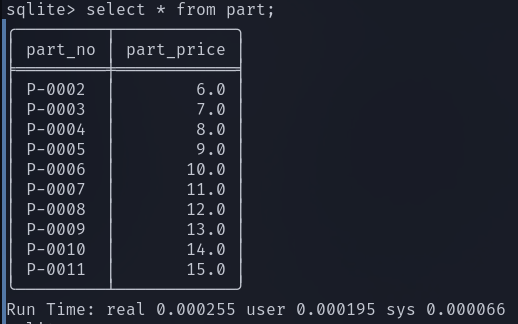 sqlite> select * from part;
part_no part_price
P-0002 6.0
P-0003 7.0
P-0004 8.0
P-0005 9.0
P-0006 10.0
P-0007 11.0
P-0008 12.0
P-0009 13.0
P-0010 14.0
P-0011 15.0
Run Time: real 0.000255 user 0.000195 sys 0.000066